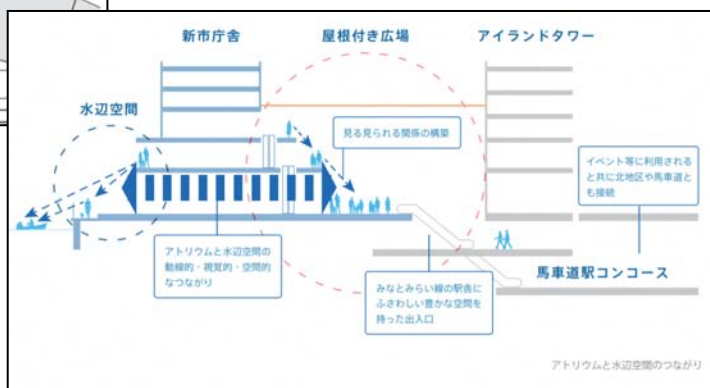 新市庁舎
屋根付き広場
アイランドタワー
水辺空間
見る見られる関係の構築
イベント等に利用される
と共に北地区や馬車道と
も接続
アトリウムと水辺空間の
動線的・視覚的・空間的
なつながり
みなとみらい線の駅舎に
ふさわしい豊かな空間を
持った出入口
馬車道駅コンコース
アトリウムと水辺空間のつながり